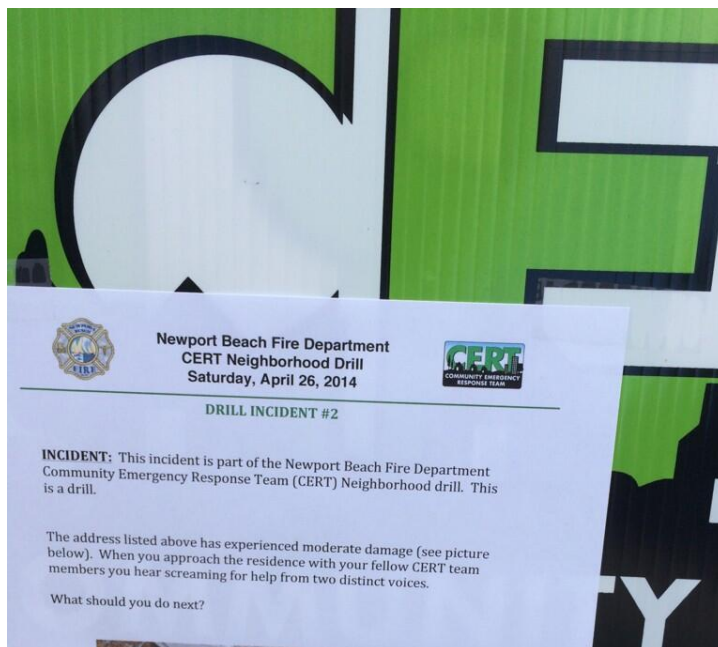 CE
Newport Beach Fire Department
CERT Neighborhood Drill
Saturday, April 26, 2014
FIRE
CERT
COMMUNITY EMERGENCY
RESPONSE TEAM
DRILL INCIDENT #2
INCIDENT: This incident is part of the Newport Beach Fire Department
Community Emergency Response Team (CERT) Neighborhood drill. This
is a drill.
The address listed above has experienced moderate damage (see picture
below). When you approach the residence with your fellow CERT team
members you hear screaming for help from two distinct voices.
What should you do next?
TY